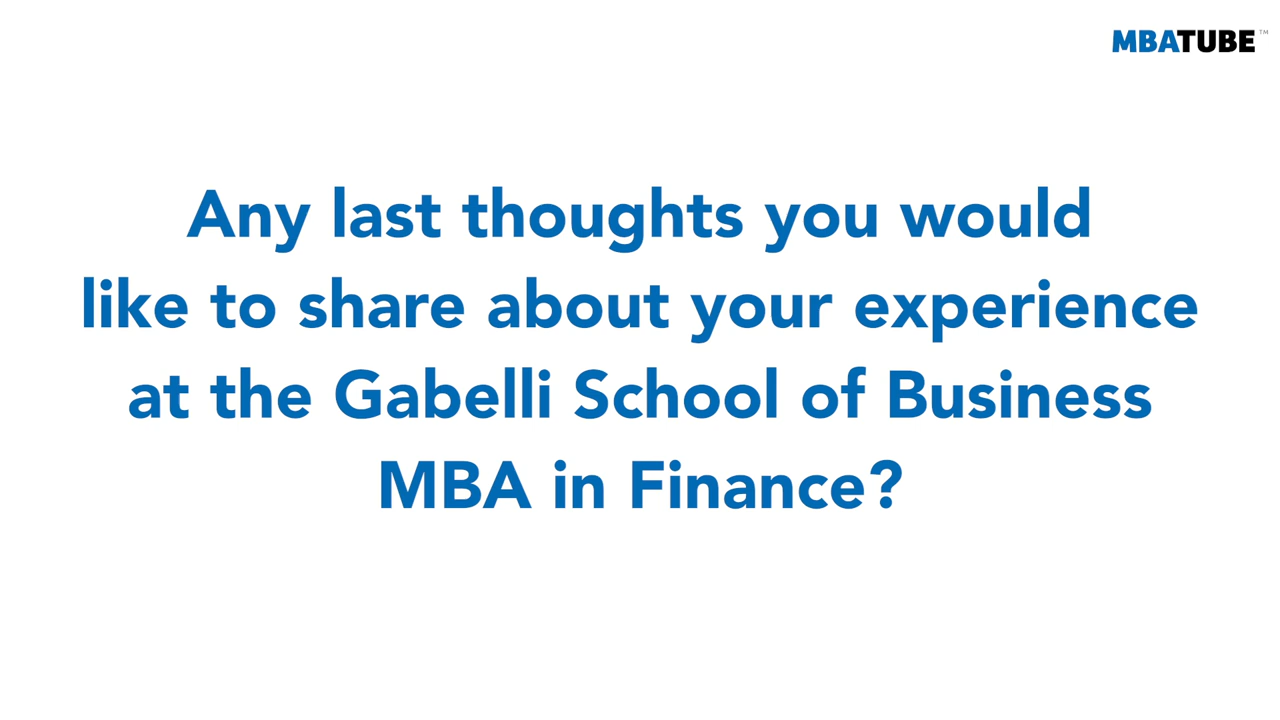 MBATUBE™
Any last thoughts you would
like to share about your experience
at the Gabelli School of Business
MBA in Finance?